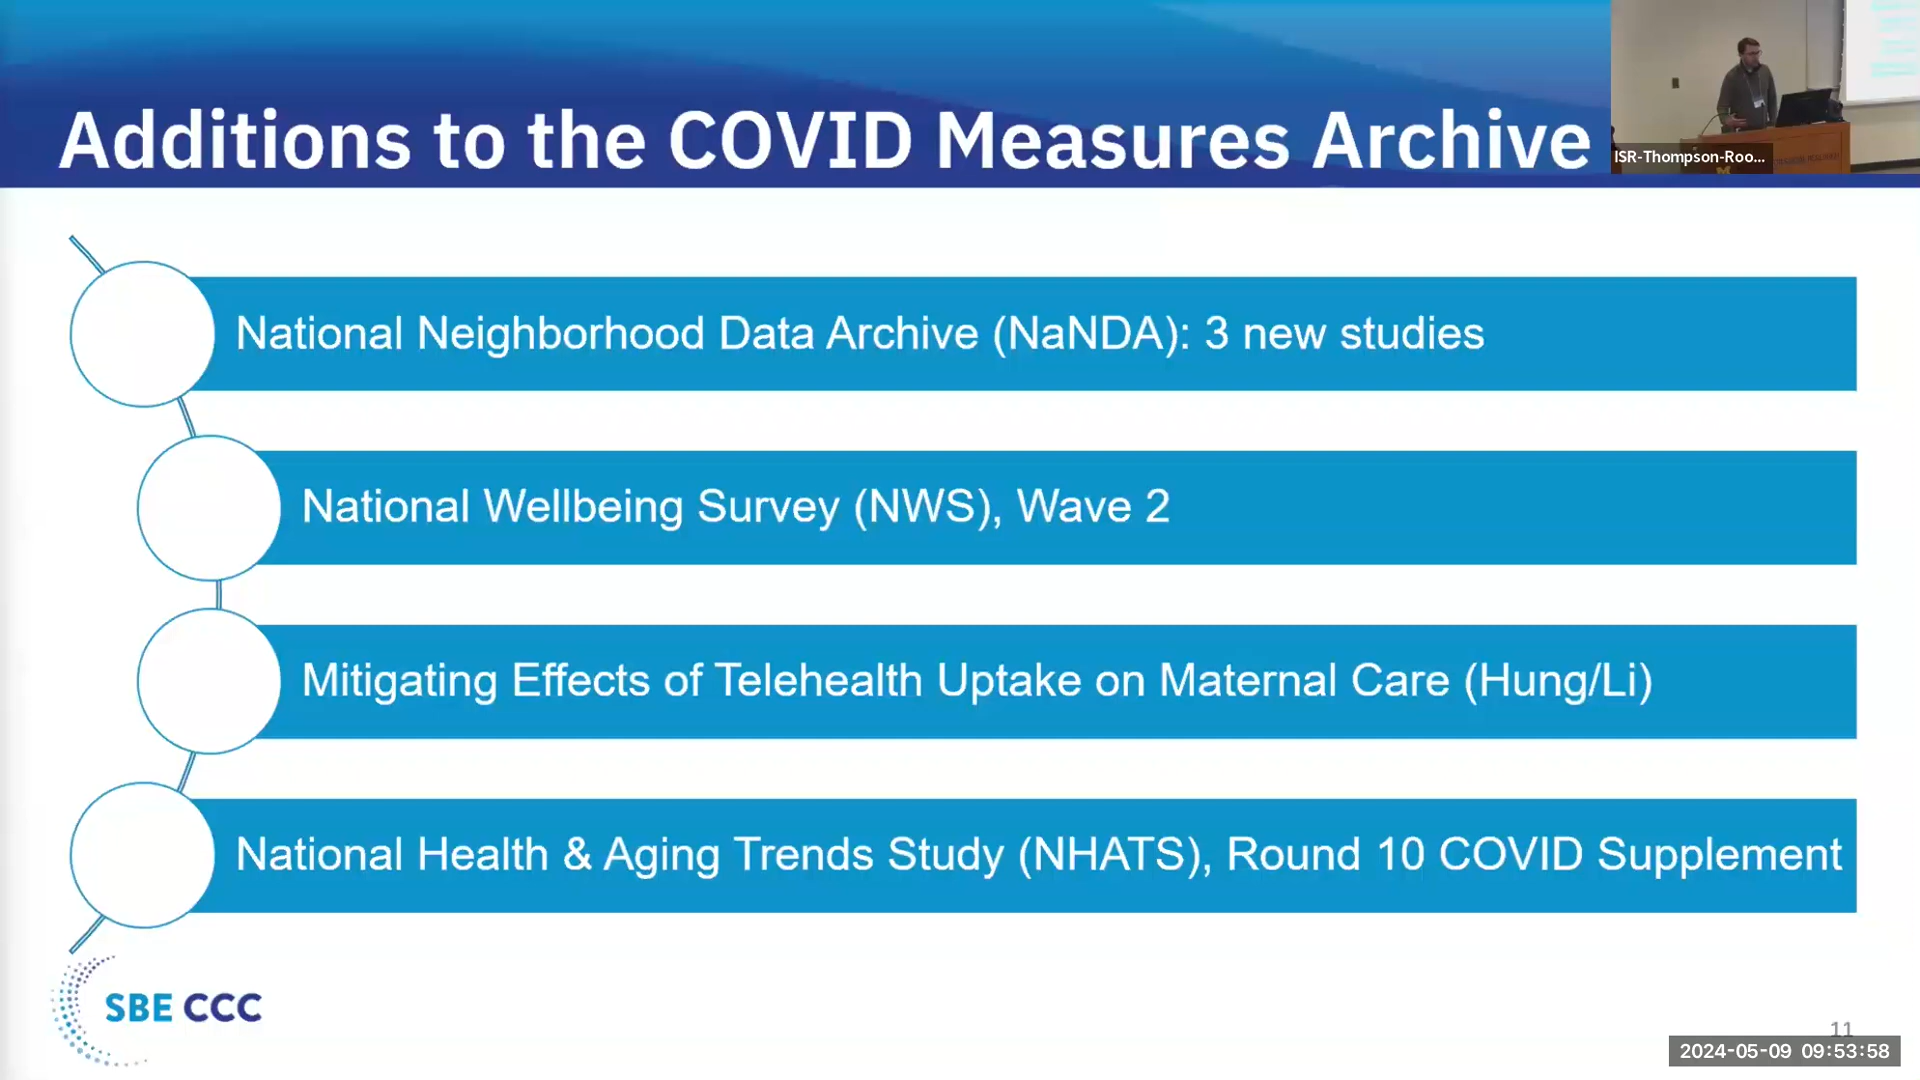 Additions to the COVID Measures Archive
ISR-Thompson-Roo...
National Neighborhood Data Archive (NaNDA): 3 new studies
National Wellbeing Survey (NWS), Wave 2
Mitigating Effects of Telehealth Uptake on Maternal Care (Hung/Li)
National Health & Aging Trends Study (NHATS), Round 10 COVID Supplement
SBE CCC
11
2024-05-09 09:53:58